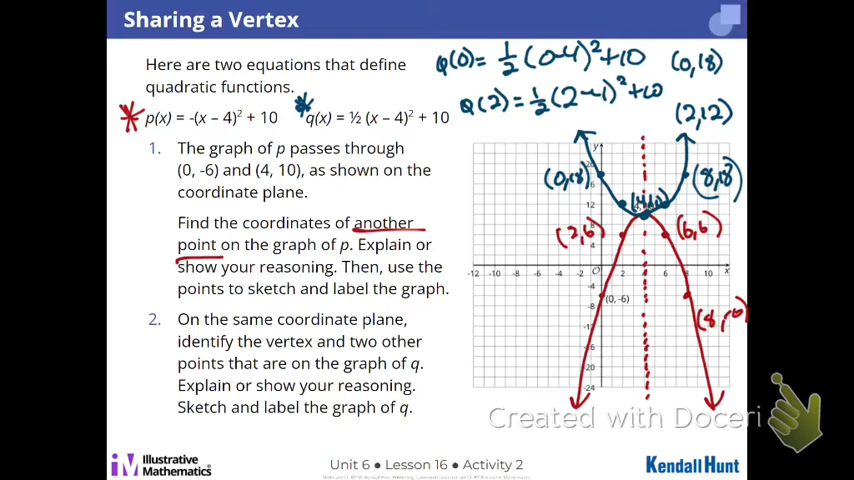 Sharing a Vertex
Here are two equations that define
quadratic functions.
p(x) = -(x – 4)² + 10
q(x) = ½ (x – 4)² + 10
Q(0) = ½(0-4)² + 10 (0,18)
Q(2) = ½(2-4)² + 10
(2,12)
1. The graph of p passes through
(0, -6) and (4, 10), as shown on the
coordinate plane.
Find the coordinates of another
point on the graph of p. Explain or
show your reasoning. Then, use the
points to sketch and label the graph.
2. On the same coordinate plane,
identify the vertex and two other
points that are on the graph of q.
Explain or show your reasoning.
Sketch and label the graph of q.
y
(0,18) (4,10) (8,18)
12
(2,6) (6,6)
4
-12 -10 -8 -6 -4 -2 O 2 4 6 8 10 x
-4
(0, -6)
(8,-6)
-24
Created with Doceri
Illustrative
Mathematics®
Unit 6 ● Lesson 16 ● Activity 2
Kendall Hunt